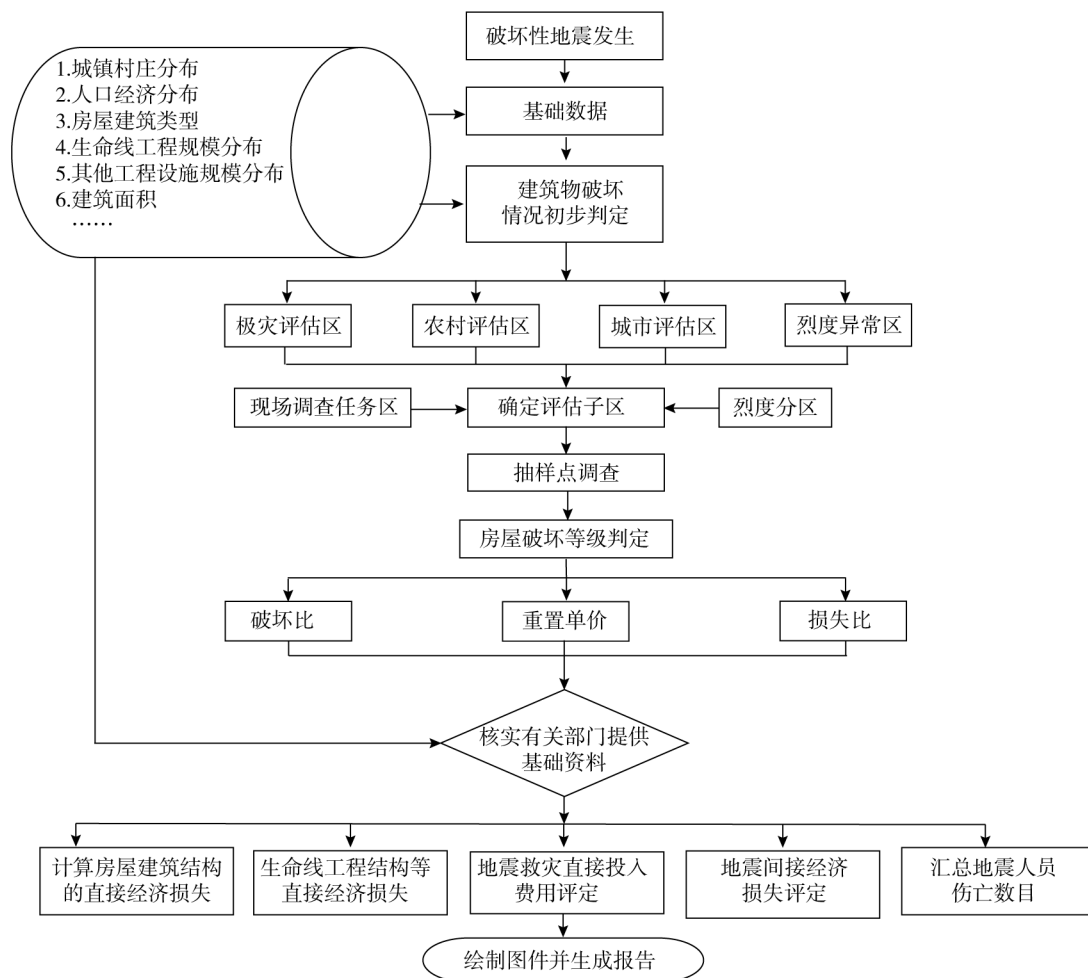 破坏性地震发生
1.城镇村庄分布
2.人口经济分布
3.房屋建筑类型
4.生命线工程规模分布
5.其他工程设施规模分布
6.建筑面积
……
基础数据
建筑物破坏
情况初步判定
极灾评估区
农村评估区
城市评估区
烈度异常区
现场调查任务区
确定评估子区
烈度分区
抽样点调查
房屋破坏等级判定
破坏比
重置单价
损失比
核实有关部门提供
基础资料
计算房屋建筑结构
的直接经济损失
生命线工程结构等
直接经济损失
地震救灾直接投入
费用评定
地震间接经济
损失评定
汇总地震人员
伤亡数目
绘制图件并生成报告